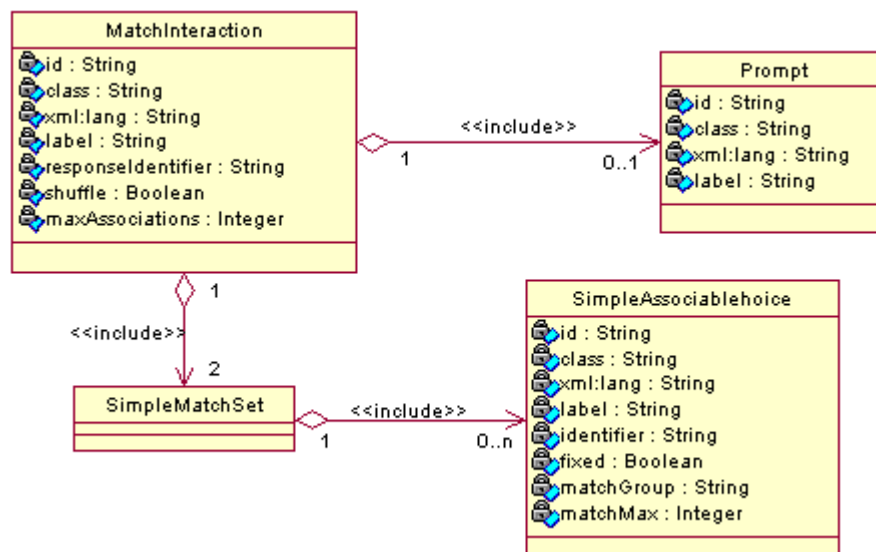 MatchInteraction
id : String
class : String
xml:lang : String
label : String
responseIdentifier : String
shuffle : Boolean
maxAssociations : Integer
<<include>>
1
0..1
Prompt
id : String
class : String
xml:lang : String
label : String
1
<<include>>
2
SimpleMatchSet
<<include>>
1
0..n
SimpleAssociablehoice
id : String
class : String
xml:lang : String
label : String
identifier : String
fixed : Boolean
matchGroup : String
matchMax : Integer